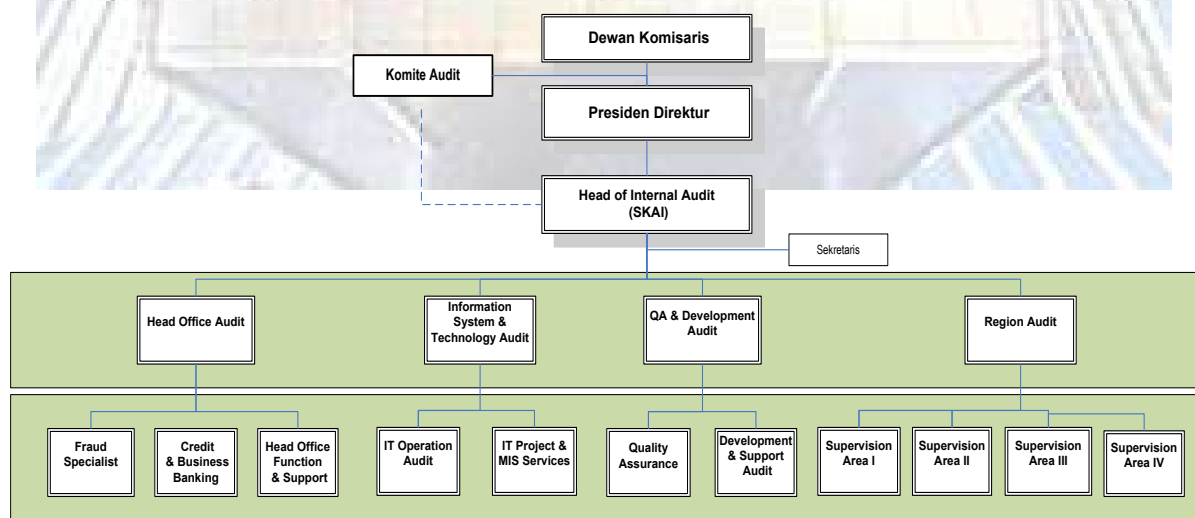 Dewan Komisaris
Komite Audit
Presiden Direktur
Head of Internal Audit
(SKAI)
Sekretaris
Head Office Audit
Information
System &
Technology Audit
QA & Development
Audit
Region Audit
Fraud
Specialist
Credit
& Business
Banking
Head Office
Function
& Support
IT Operation
Audit
IT Project &
MIS Services
Quality
Assurance
Development
& Support
Audit
Supervision
Area I
Supervision
Area II
Supervision
Area III
Supervision
Area IV